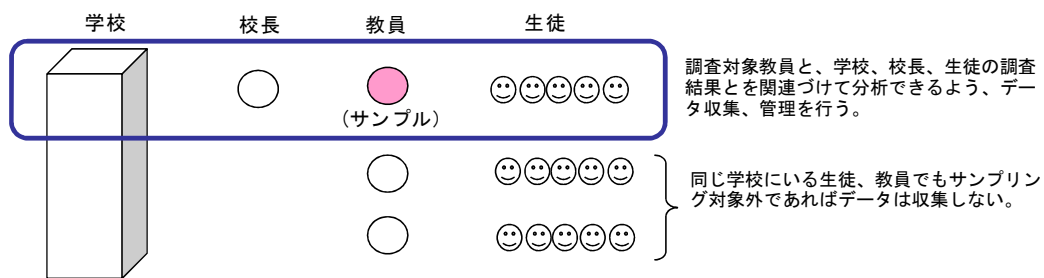 学校 校長 教員 生徒
(サンプル)
調査対象教員と、学校、校長、生徒の調査
結果とを関連づけて分析できるよう、デー
タ収集、管理を行う。
同じ学校にいる生徒、教員でもサンプリン
グ対象外であればデータは収集しない。